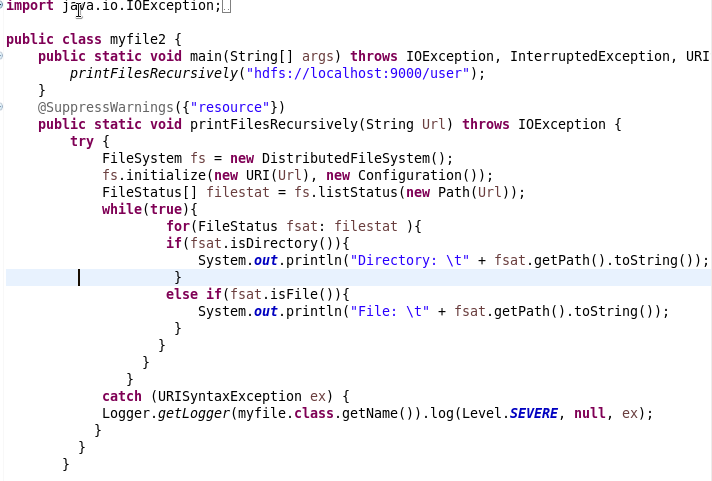 import java.io.IOException;
public class myfile2 {
public static void main(String[] args) throws IOException, InterruptedException, URI
printFilesRecursively("hdfs://localhost:9000/user");
}
@SuppressWarnings({"resource"})
public static void printFilesRecursively(String Url) throws IOException {
try {
FileSystem fs = new DistributedFileSystem();
fs.initialize(new URI(Url), new Configuration());
FileStatus[] filestat = fs.listStatus(new Path(Url));
while(true){
for(FileStatus fsat: filestat ){
if(fsat.isDirectory()){
System.out.println("Directory: \t" + fsat.getPath().toString());
}
else if(fsat.isFile()){
System.out.println("File: \t" + fsat.getPath().toString());
}
}
}
}
catch (URISyntaxException ex) {
Logger.getLogger(myfile.class.getName()).log(Level.SEVERE, null, ex);
}
}
}